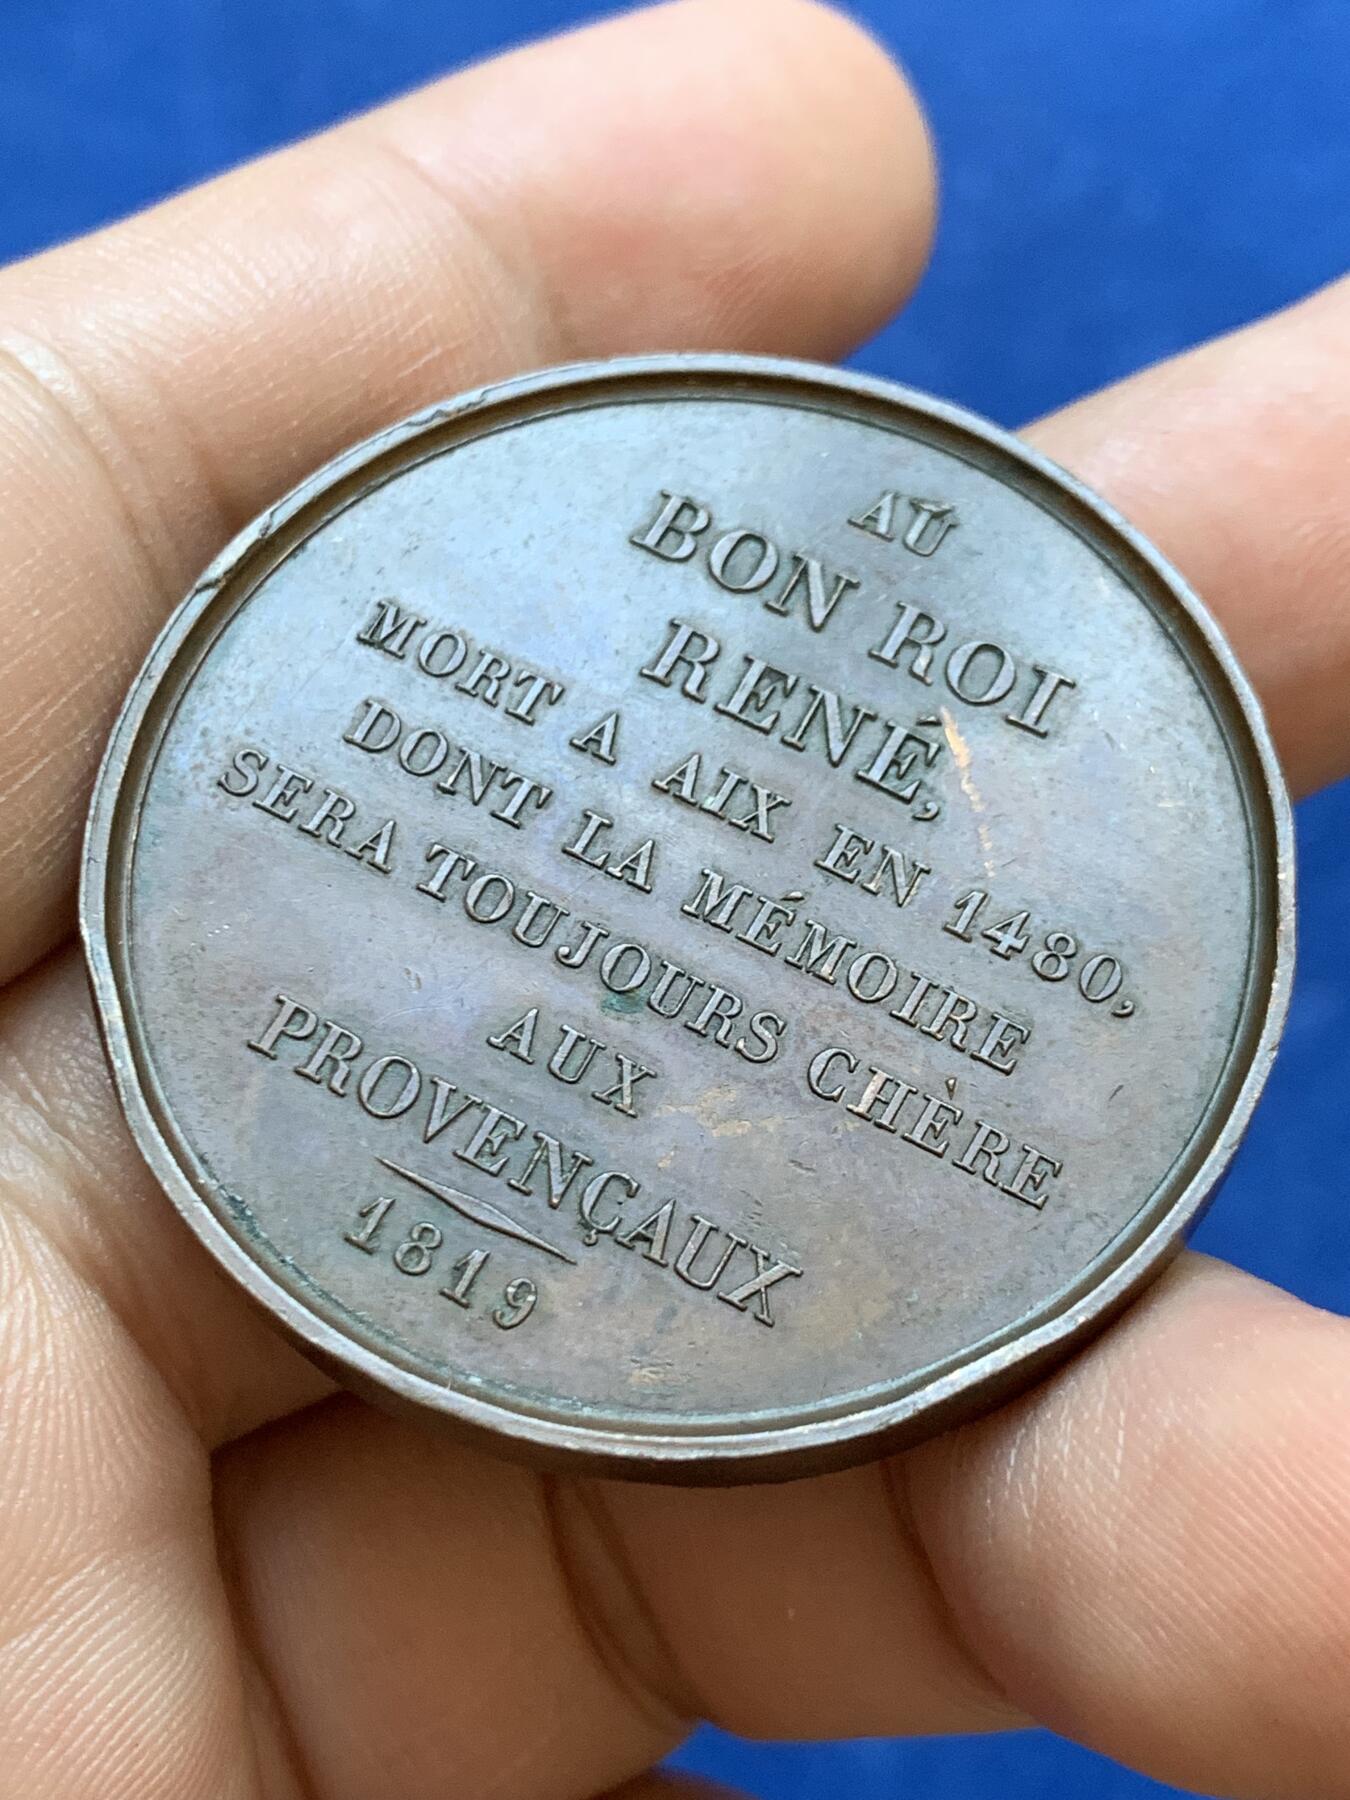 AU
BON ROI
RENÉ,
MORT A AIX EN 1480,
DONT LA MÉMOIRE
SERA TOUJOURS CHÈRE
AUX
PROVENÇAUX
1819